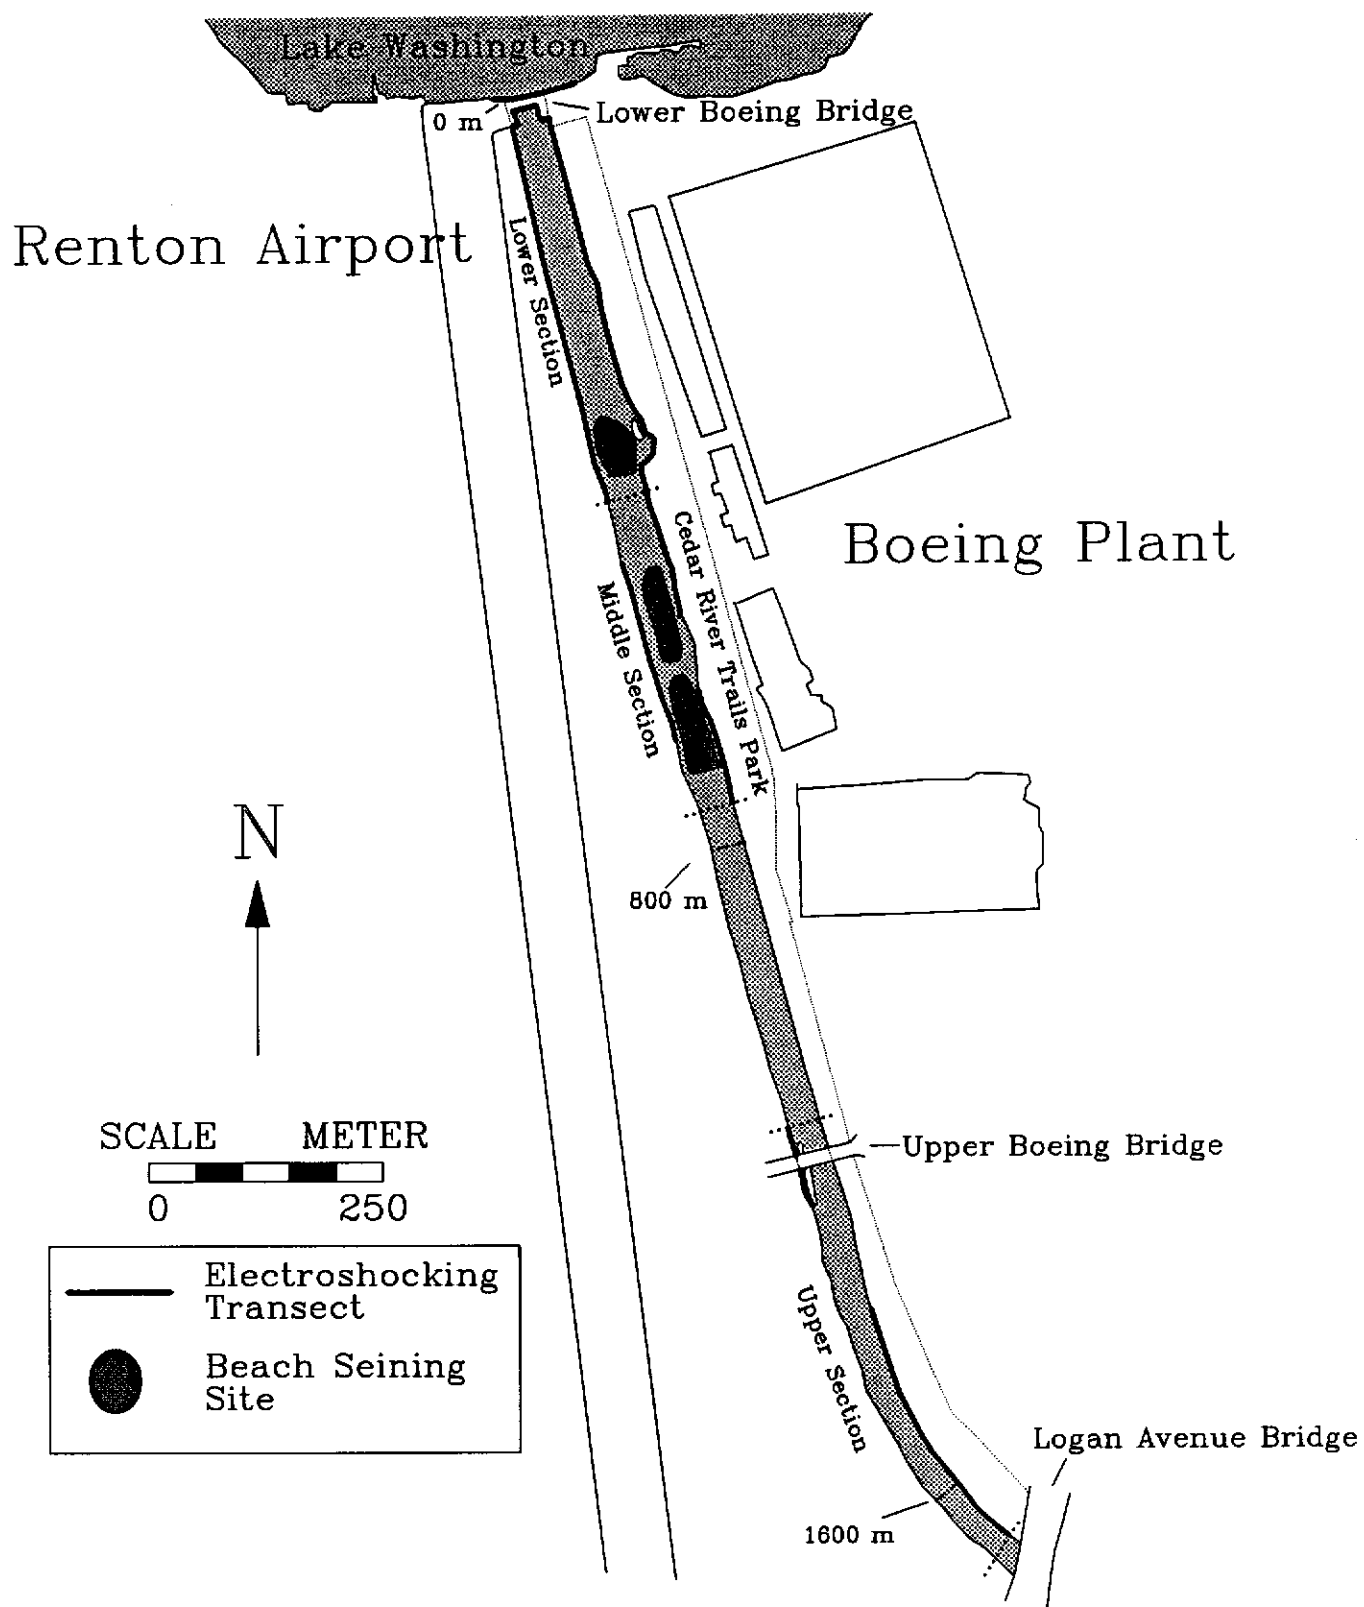 Lake Washington
0 m
Lower Boeing Bridge
Renton Airport
Lower Section
Cedar River Trails Park
Boeing Plant
Middle Section
N
800 m
SCALE METER
0 250
Upper Boeing Bridge
Electroshocking
Transect
Beach Seining
Site
Upper Section
Logan Avenue Bridge
1600 m